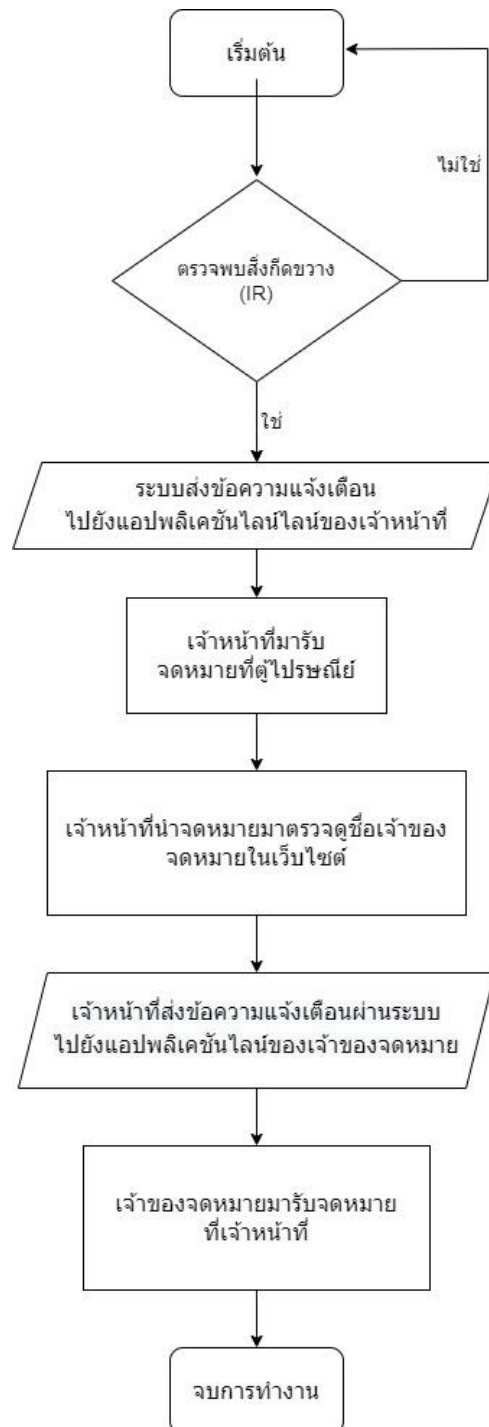 เริ่มต้น
ไม่ใช่
ตรวจพบสิ่งกีดขวาง
(IR)
ใช่
ระบบส่งข้อความแจ้งเตือน
ไปยังแอปพลิเคชันไลน์ไลน์ของเจ้าหน้าที่
เจ้าหน้าที่มารับ
จดหมายที่ตู้ไปรษณีย์
เจ้าหน้าที่นำจดหมายมาตรวจดูชื่อเจ้าของ
จดหมายในเว็บไซต์
เจ้าหน้าที่ส่งข้อความแจ้งเตือนผ่านระบบ
ไปยังแอปพลิเคชันไลน์ของเจ้าของจดหมาย
เจ้าของจดหมายมารับจดหมาย
ที่เจ้าหน้าที่
จบการทำงาน